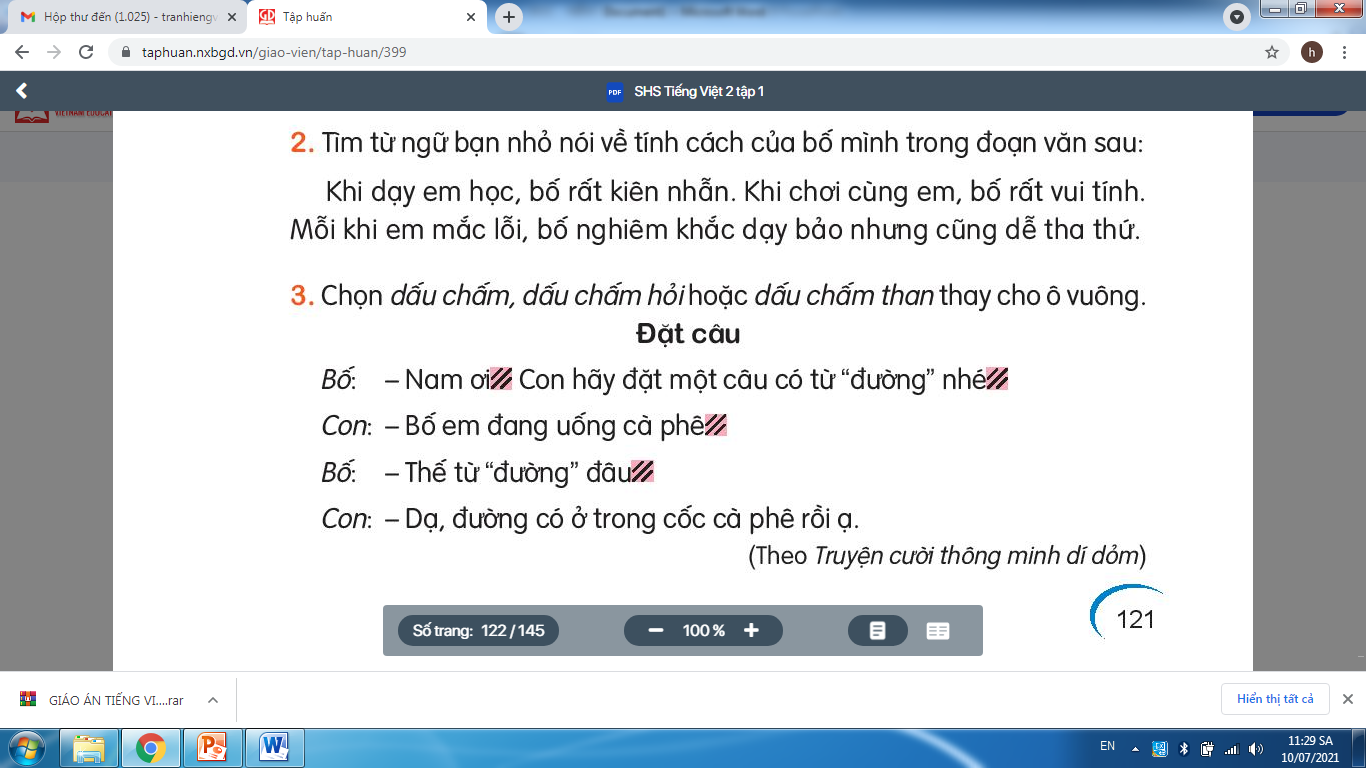 Hộp thư đến (1.025) - tranhieng
Tập huấn
taphuan.nxbgd.vn/giao-vien/tap-huan/399
h
PDF SHS Tiếng Việt 2 tập 1
2. Tìm từ ngữ bạn nhỏ nói về tính cách của bố mình trong đoạn văn sau:
Khi dạy em học, bố rất kiên nhẫn. Khi chơi cùng em, bố rất vui tính.
Mỗi khi em mắc lỗi, bố nghiêm khắc dạy bảo nhưng cũng dễ tha thứ.
3. Chọn dấu chấm, dấu chấm hỏi hoặc dấu chấm than thay cho ô vuông.
Đặt câu
Bố: – Nam ơi Con hãy đặt một câu có từ “đường” nhé
Con: – Bố em đang uống cà phê
Bố: – Thế từ “đường” đâu
Con: – Dạ, đường có ở trong cốc cà phê rồi ạ.
(Theo Truyện cười thông minh dí dỏm)
121
Số trang: 122 / 145
100 %
GIÁO ÁN TIẾNG VI....rar
Hiển thị tất cả
EN
11:29 SA
10/07/2021